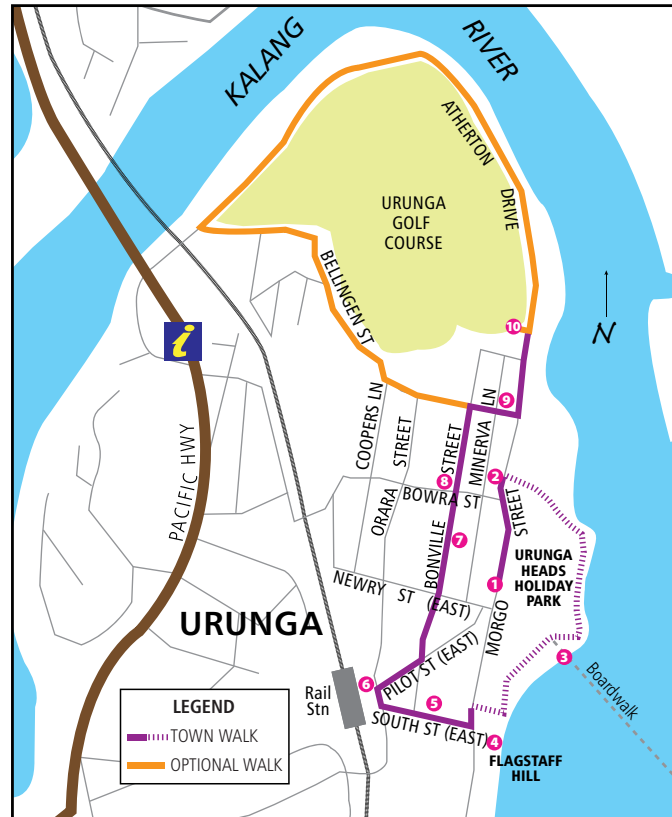 KALANG
RIVER
ATHERTON
DRIVE
URUNGA
GOLF
COURSE
BELLINGEN ST
10
N
i
9
LN
COOPERS LN
STREET
ORARA
STREET
MINERVA
2
8
BOWRA ST
STREET
PACIFIC HWY
BONVILLE
7
URUNGA
HEADS
HOLIDAY
PARK
1
NEWRY ST (EAST)
MORGO
URUNGA
PILOT ST (EAST)
3
Boardwalk
6
Rail
Stn
5
SOUTH ST (EAST)
4
FLAGSTAFF
HILL
LEGEND
TOWN WALK
OPTIONAL WALK